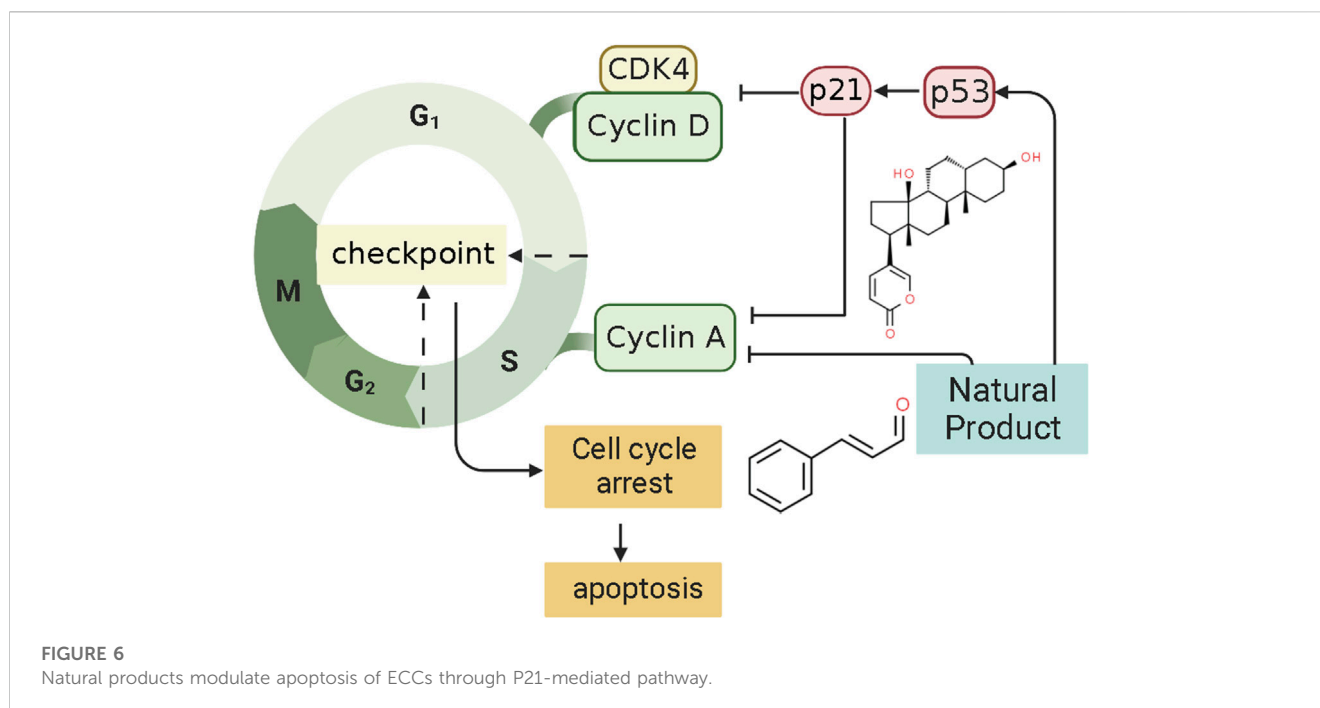 CDK4
Cyclin D
p21
p53
G₁
OH
HO
checkpoint
M
O
O
Cyclin A
S
G₂
Natural
Product
O
Cell cycle
arrest
apoptosis
FIGURE 6
Natural products modulate apoptosis of ECCs through P21-mediated pathway.